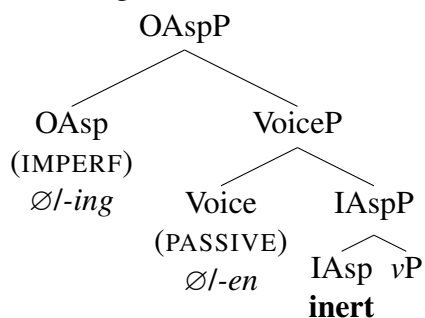 OAspP
OAsp VoiceP
(IMPERF)
∅/-ing Voice IAspP
(PASSIVE)
∅/-en IAsp vP
inert